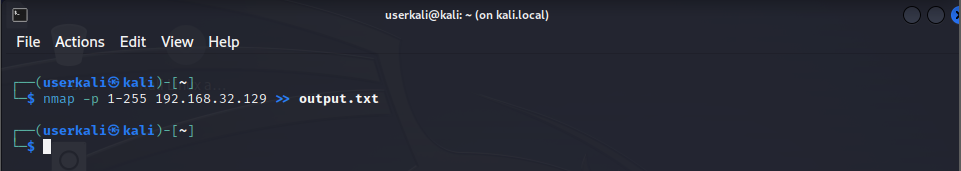 userkali@kali: ~ (on kali.local)
File Actions Edit View Help
┌──(userkali㉿kali)-[~]
└─$ nmap -p 1-255 192.168.32.129 >> output.txt
┌──(userkali㉿kali)-[~]
└─$